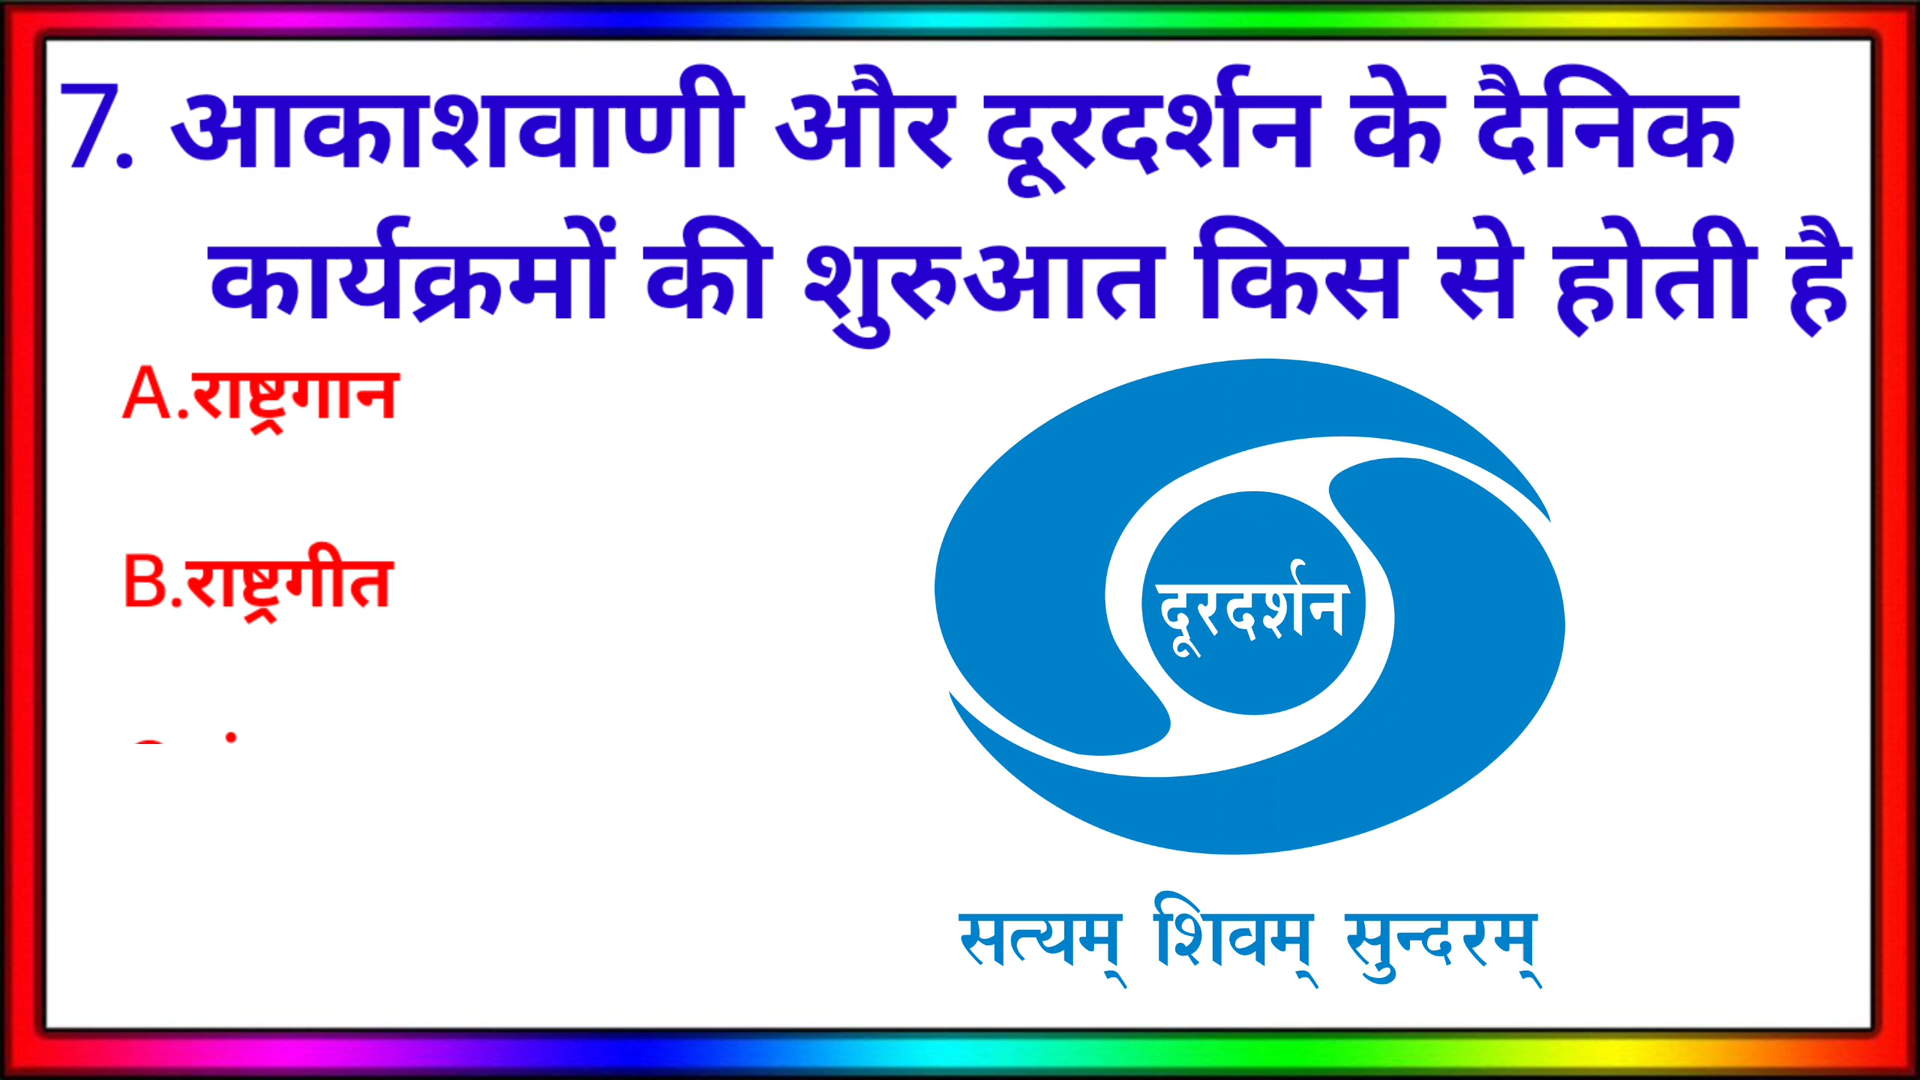 7. आकाशवाणी और दूरदर्शन के दैनिक
कार्यक्रमों की शुरुआत किस से होती है
A.राष्ट्रगान
B.राष्ट्रगीत
दूरदर्शन
सत्यम् शिवम् सुन्दरम्